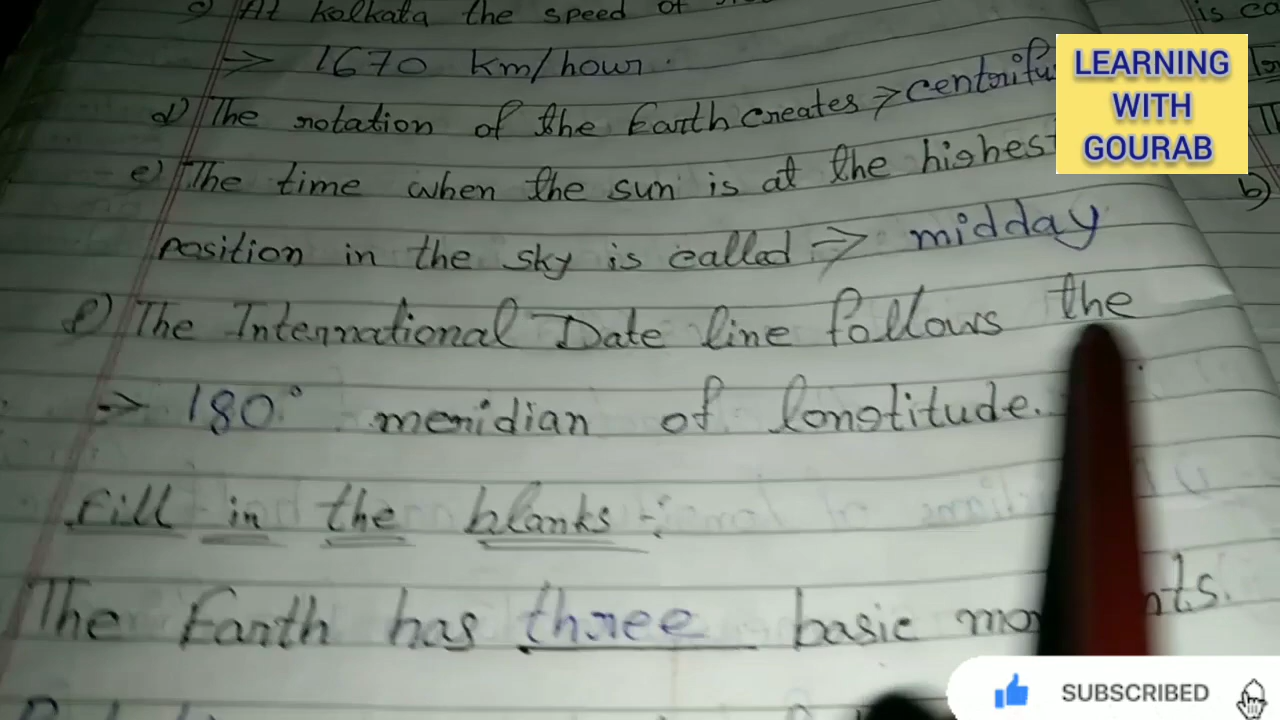 c) At Kolkata the speed of
⇒ 1670 km/hour.
d) The rotation of the Earth creates ⇒ centrifu
e) The time when the sun is at the highest
position in the sky is called ⇒ midday
f) The International Date line follows the
⇒ 180° meridian of longitude.
Fill in the blanks :-
The Earth has three basic mo nts.
is ca
b)
LEARNING
WITH
GOURAB
SUBSCRIBED